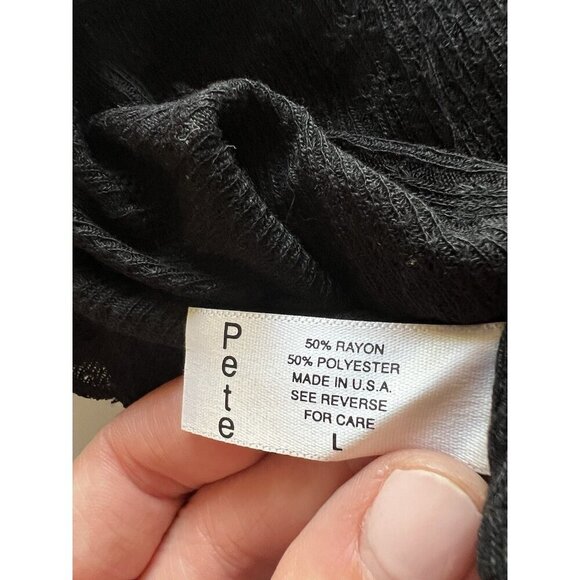 Pete
50% RAYON
50% POLYESTER
MADE IN U.S.A.
SEE REVERSE
FOR CARE
L